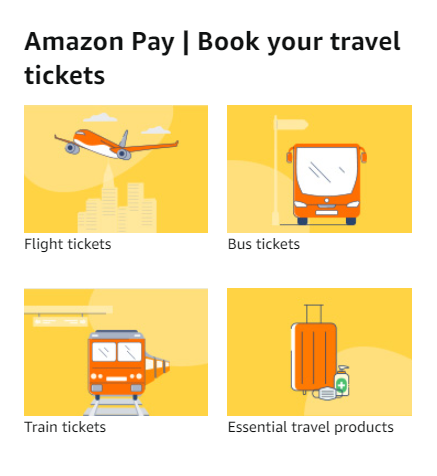 Amazon Pay | Book your travel
tickets
Flight tickets
Bus tickets
Train tickets
Essential travel products